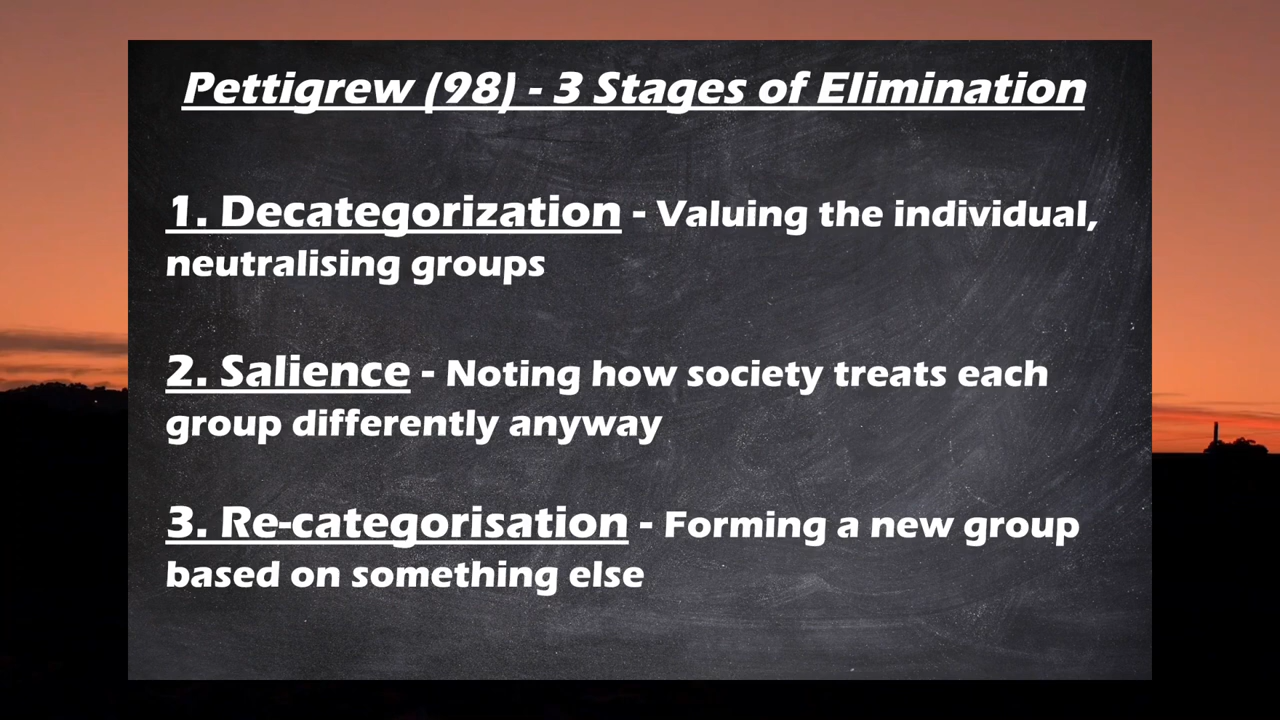 Pettigrew (98) - 3 Stages of Elimination
1. Decategorization - Valuing the individual,
neutralising groups
2. Salience - Noting how society treats each
group differently anyway
3. Re-categorisation - Forming a new group
based on something else